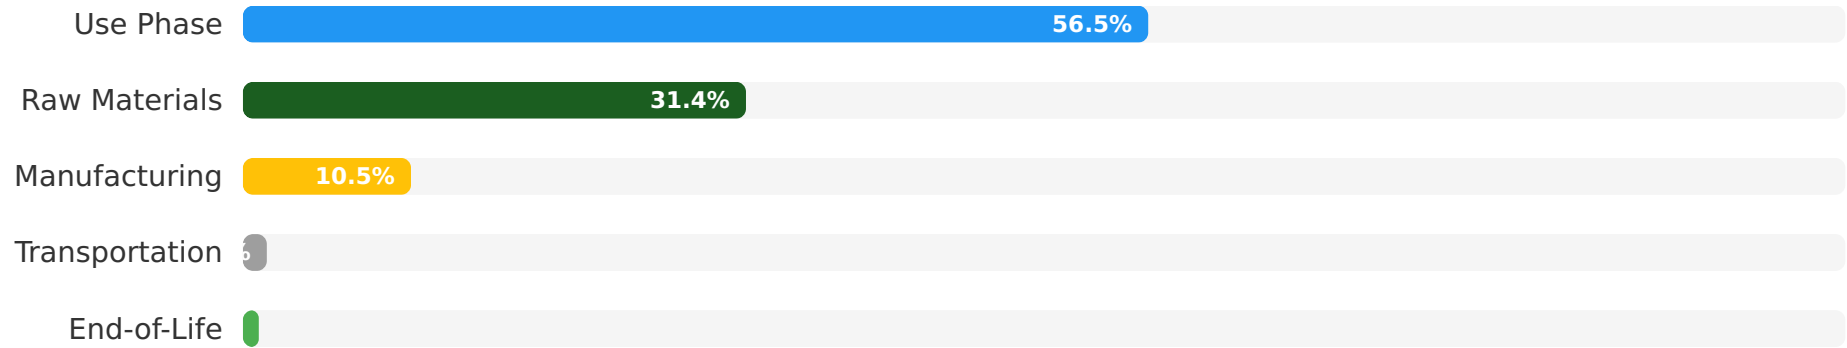 Use Phase 56.5%
Raw Materials 31.4%
Manufacturing 10.5%
Transportation %
End-of-Life